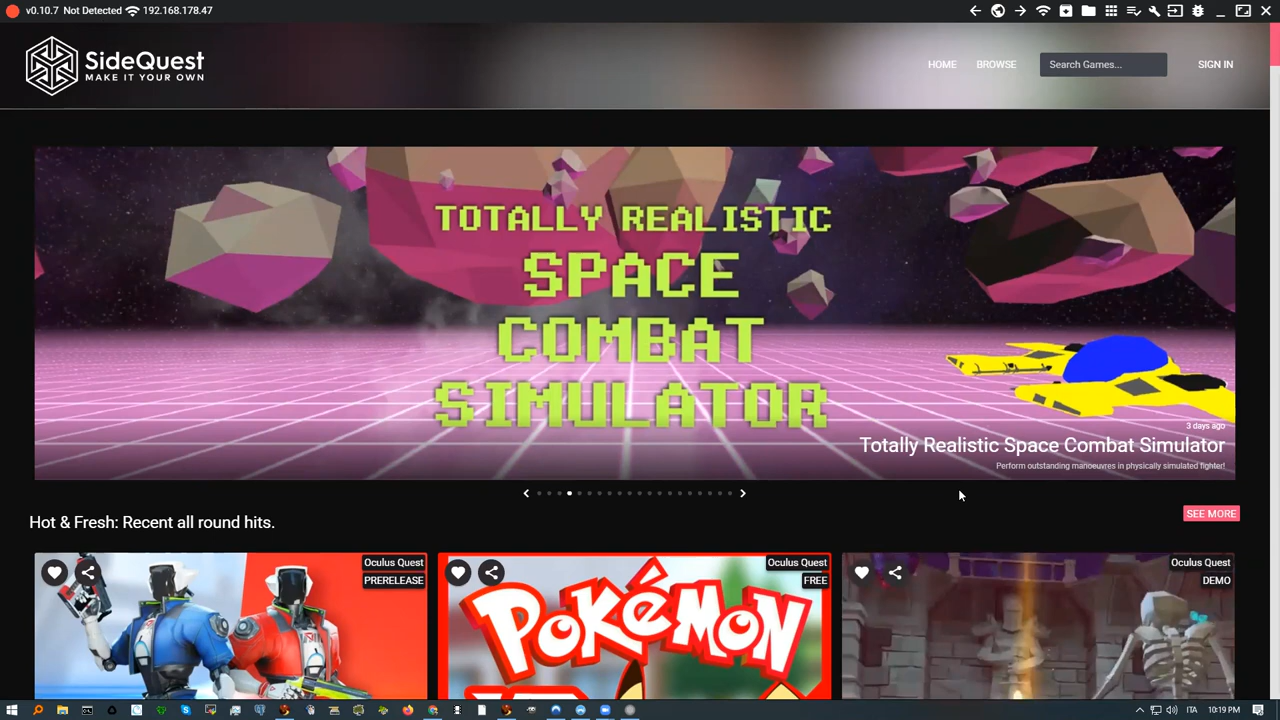 v0.10.7 Not Detected 192.168.178.47
SideQuest
MAKE IT YOUR OWN
HOME BROWSE Search Games... SIGN IN
TOTALLY REALISTIC
SPACE
COMBAT
SIMULATOR
3 days ago
Totally Realistic Space Combat Simulator
Perform outstanding manoeuvres in physically simulated fighter!
Hot & Fresh: Recent all round hits.
SEE MORE
Oculus Quest
PRERELEASE
Oculus Quest
FREE
POKéMON
Oculus Quest
DEMO
ITA 10:19 PM